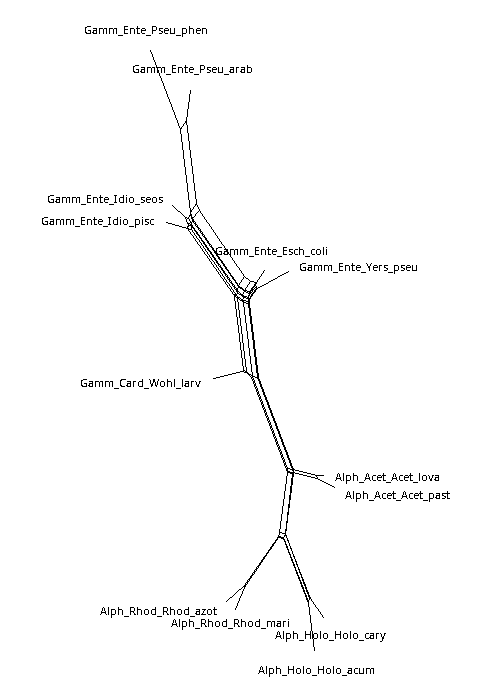 Gamm_Ente_Pseu_phen
Gamm_Ente_Pseu_arab
Gamm_Ente_Idio_seos
Gamm_Ente_Idio_pisc
Gamm_Ente_Esch_coli
Gamm_Ente_Yers_pseu
Gamm_Card_Wohl_larv
Alph_Acet_Acet_lova
Alph_Acet_Acet_past
Alph_Rhod_Rhod_azot
Alph_Rhod_Rhod_mari
Alph_Holo_Holo_cary
Alph_Holo_Holo_acum